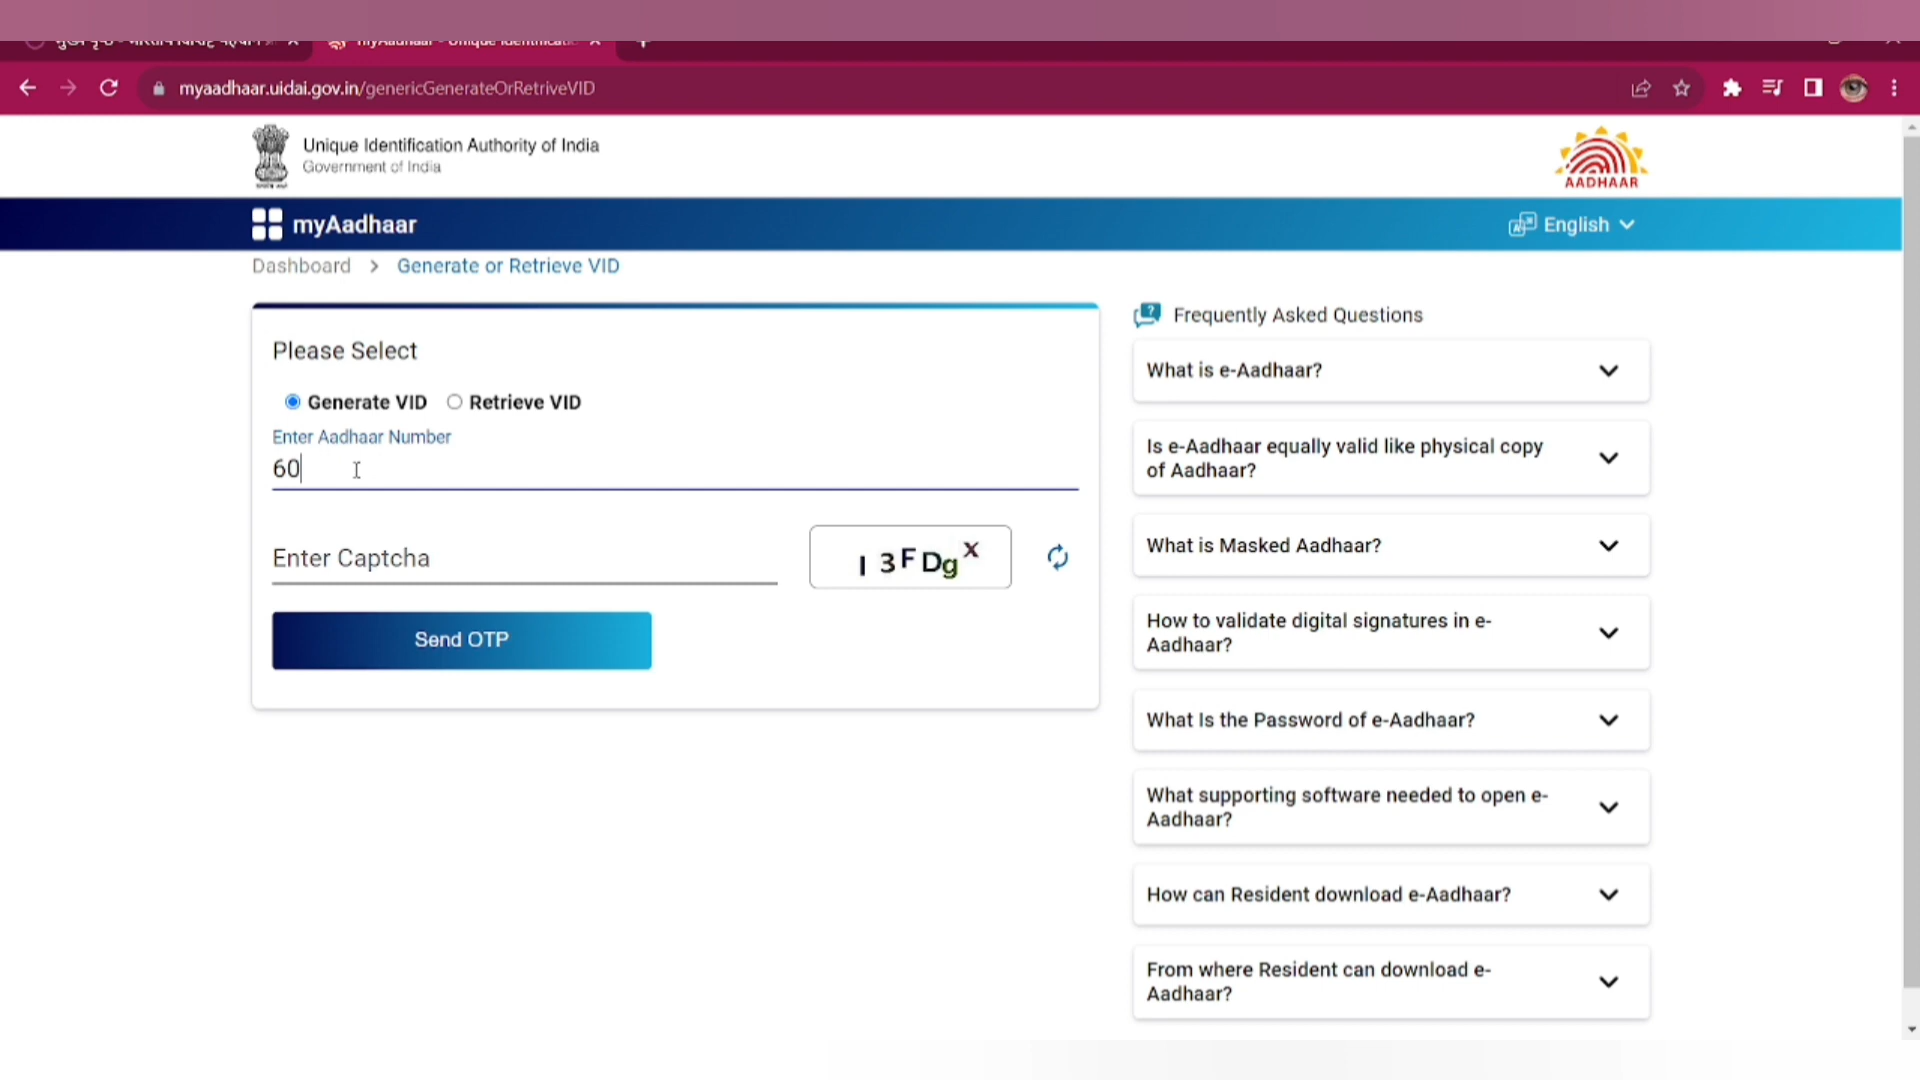 myaadhaar.uidai.gov.in/genericGenerateOrRetriveVID
Unique Identification Authority of India
Government of India
AADHAAR
myAadhaar
English
Dashboard > Generate or Retrieve VID
Please Select
Generate VID
Retrieve VID
Enter Aadhaar Number
60
Enter Captcha
I3FDgx
Send OTP
Frequently Asked Questions
What is e-Aadhaar?
Is e-Aadhaar equally valid like physical copy
of Aadhaar?
What is Masked Aadhaar?
How to validate digital signatures in e-
Aadhaar?
What Is the Password of e-Aadhaar?
What supporting software needed to open e-
Aadhaar?
How can Resident download e-Aadhaar?
From where Resident can download e-
Aadhaar?